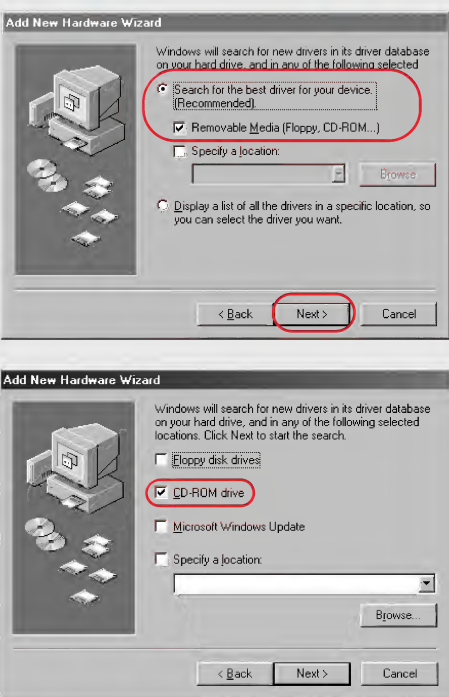 Add New Hardware Wizard
Windows will search for new drivers in its driver database
on your hard drive, and in any of the following selected
Search for the best driver for your device.
(Recommended).
Removable Media (Floppy, CD-ROM...)
Specify a location:
Browse
Display a list of all the drivers in a specific location, so
you can select the driver you want.
< Back
Next >
Cancel
Add New Hardware Wizard
Windows will search for new drivers in its driver database
on your hard drive, and in any of the following selected
locations. Click Next to start the search.
Floppy disk drives
CD-ROM drive
Microsoft Windows Update
Specify a location:
Browse...
< Back
Next >
Cancel